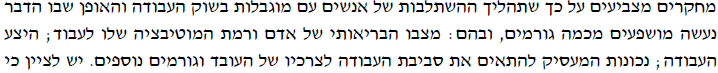 מחקרים מצביעים על כך שתהליך ההשתלבות של אנשים עם מוגבלות בשוק העבודה והאופן שבו הדבר
נעשה מושפעים מכמה גורמים, ובהם: מצבו הבריאותי של אדם ורמת המוטיבציה שלו לעבוד; היצע
העבודה; נכונות המעסיק להתאים את סביבת העבודה לצרכיו של העובד וגורמים נוספים. יש לציין כי